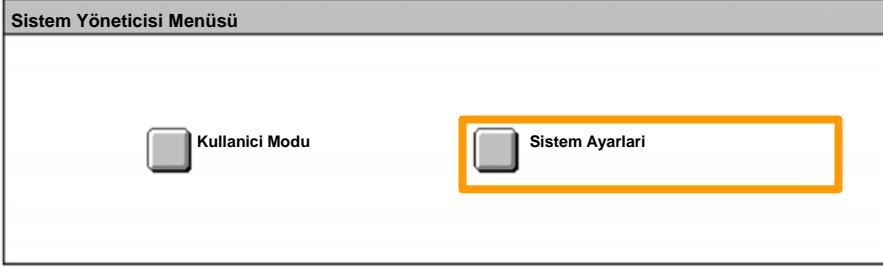 Sistem Yöneticisi Menüsü
Kullanici Modu
Sistem Ayarlari